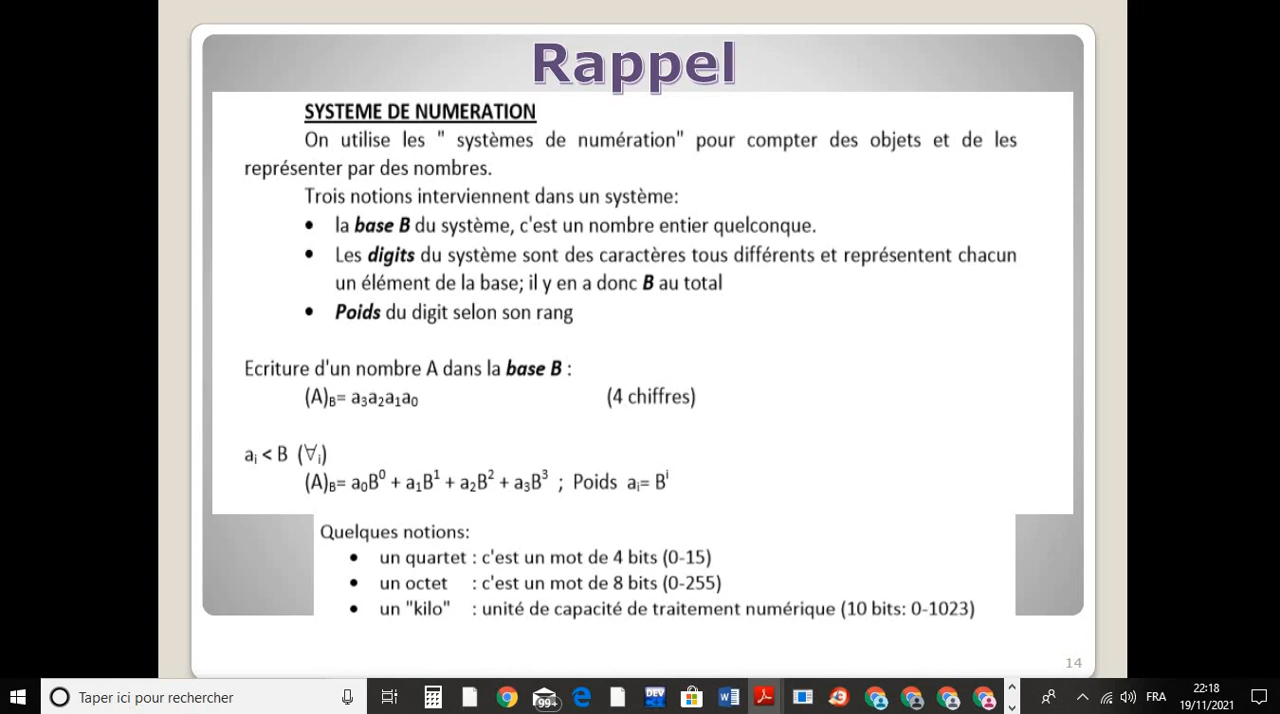 Rappel
SYSTEME DE NUMERATION
On utilise les " systèmes de numération" pour compter des objets et de les
représenter par des nombres.
Trois notions interviennent dans un système:
• la base B du système, c'est un nombre entier quelconque.
• Les digits du système sont des caractères tous différents et représentent chacun
un élément de la base; il y en a donc B au total
• Poids du digit selon son rang
Ecriture d'un nombre A dans la base B :
(A)B= a3a2a1a0 (4 chiffres)
ai < B (∀i)
(A)B= a0B⁰ + a1B¹ + a2B² + a3B³ ; Poids ai= Bⁱ
Quelques notions:
• un quartet : c'est un mot de 4 bits (0-15)
• un octet : c'est un mot de 8 bits (0-255)
• un "kilo" : unité de capacité de traitement numérique (10 bits: 0-1023)
14
Taper ici pour rechercher
99+
DEV
FRA
22:18
19/11/2021